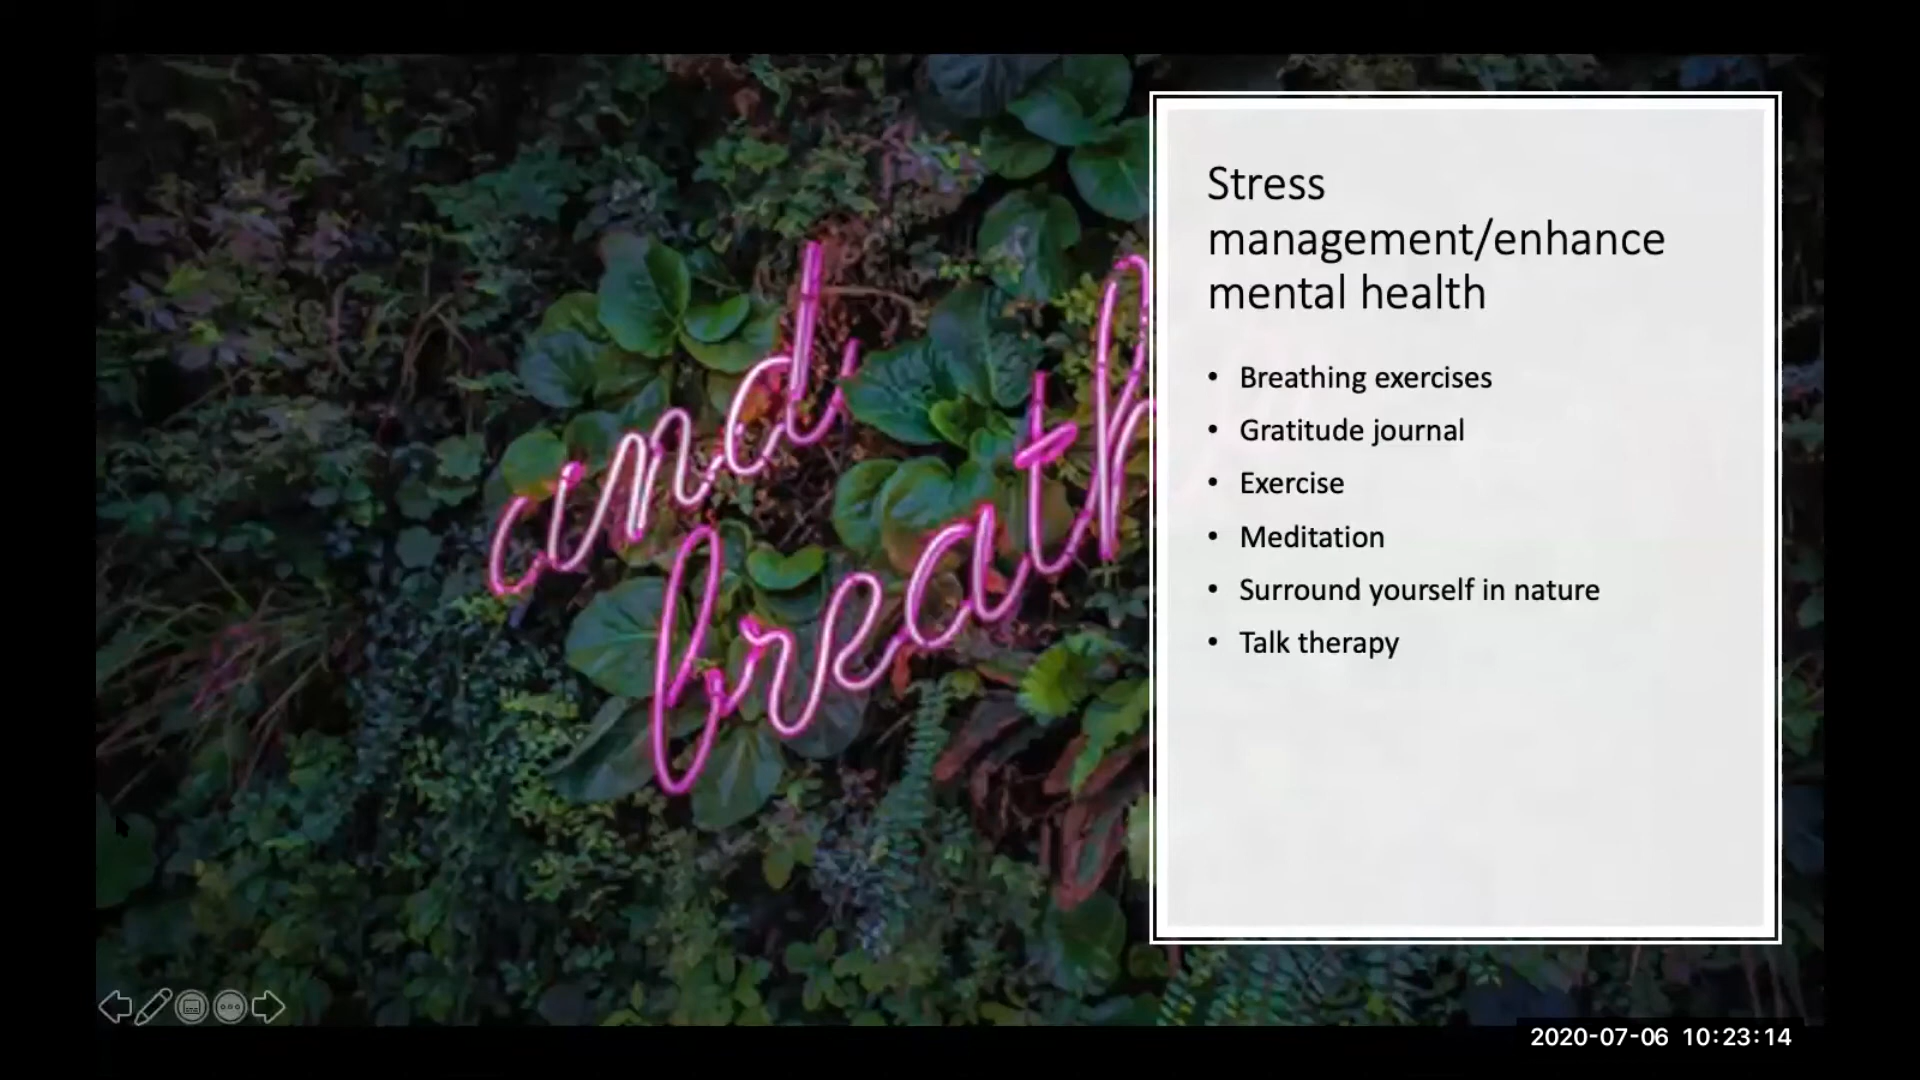 and
breath
Stress
management/enhance
mental health
• Breathing exercises
• Gratitude journal
• Exercise
• Meditation
• Surround yourself in nature
• Talk therapy
2020-07-06 10:23:14